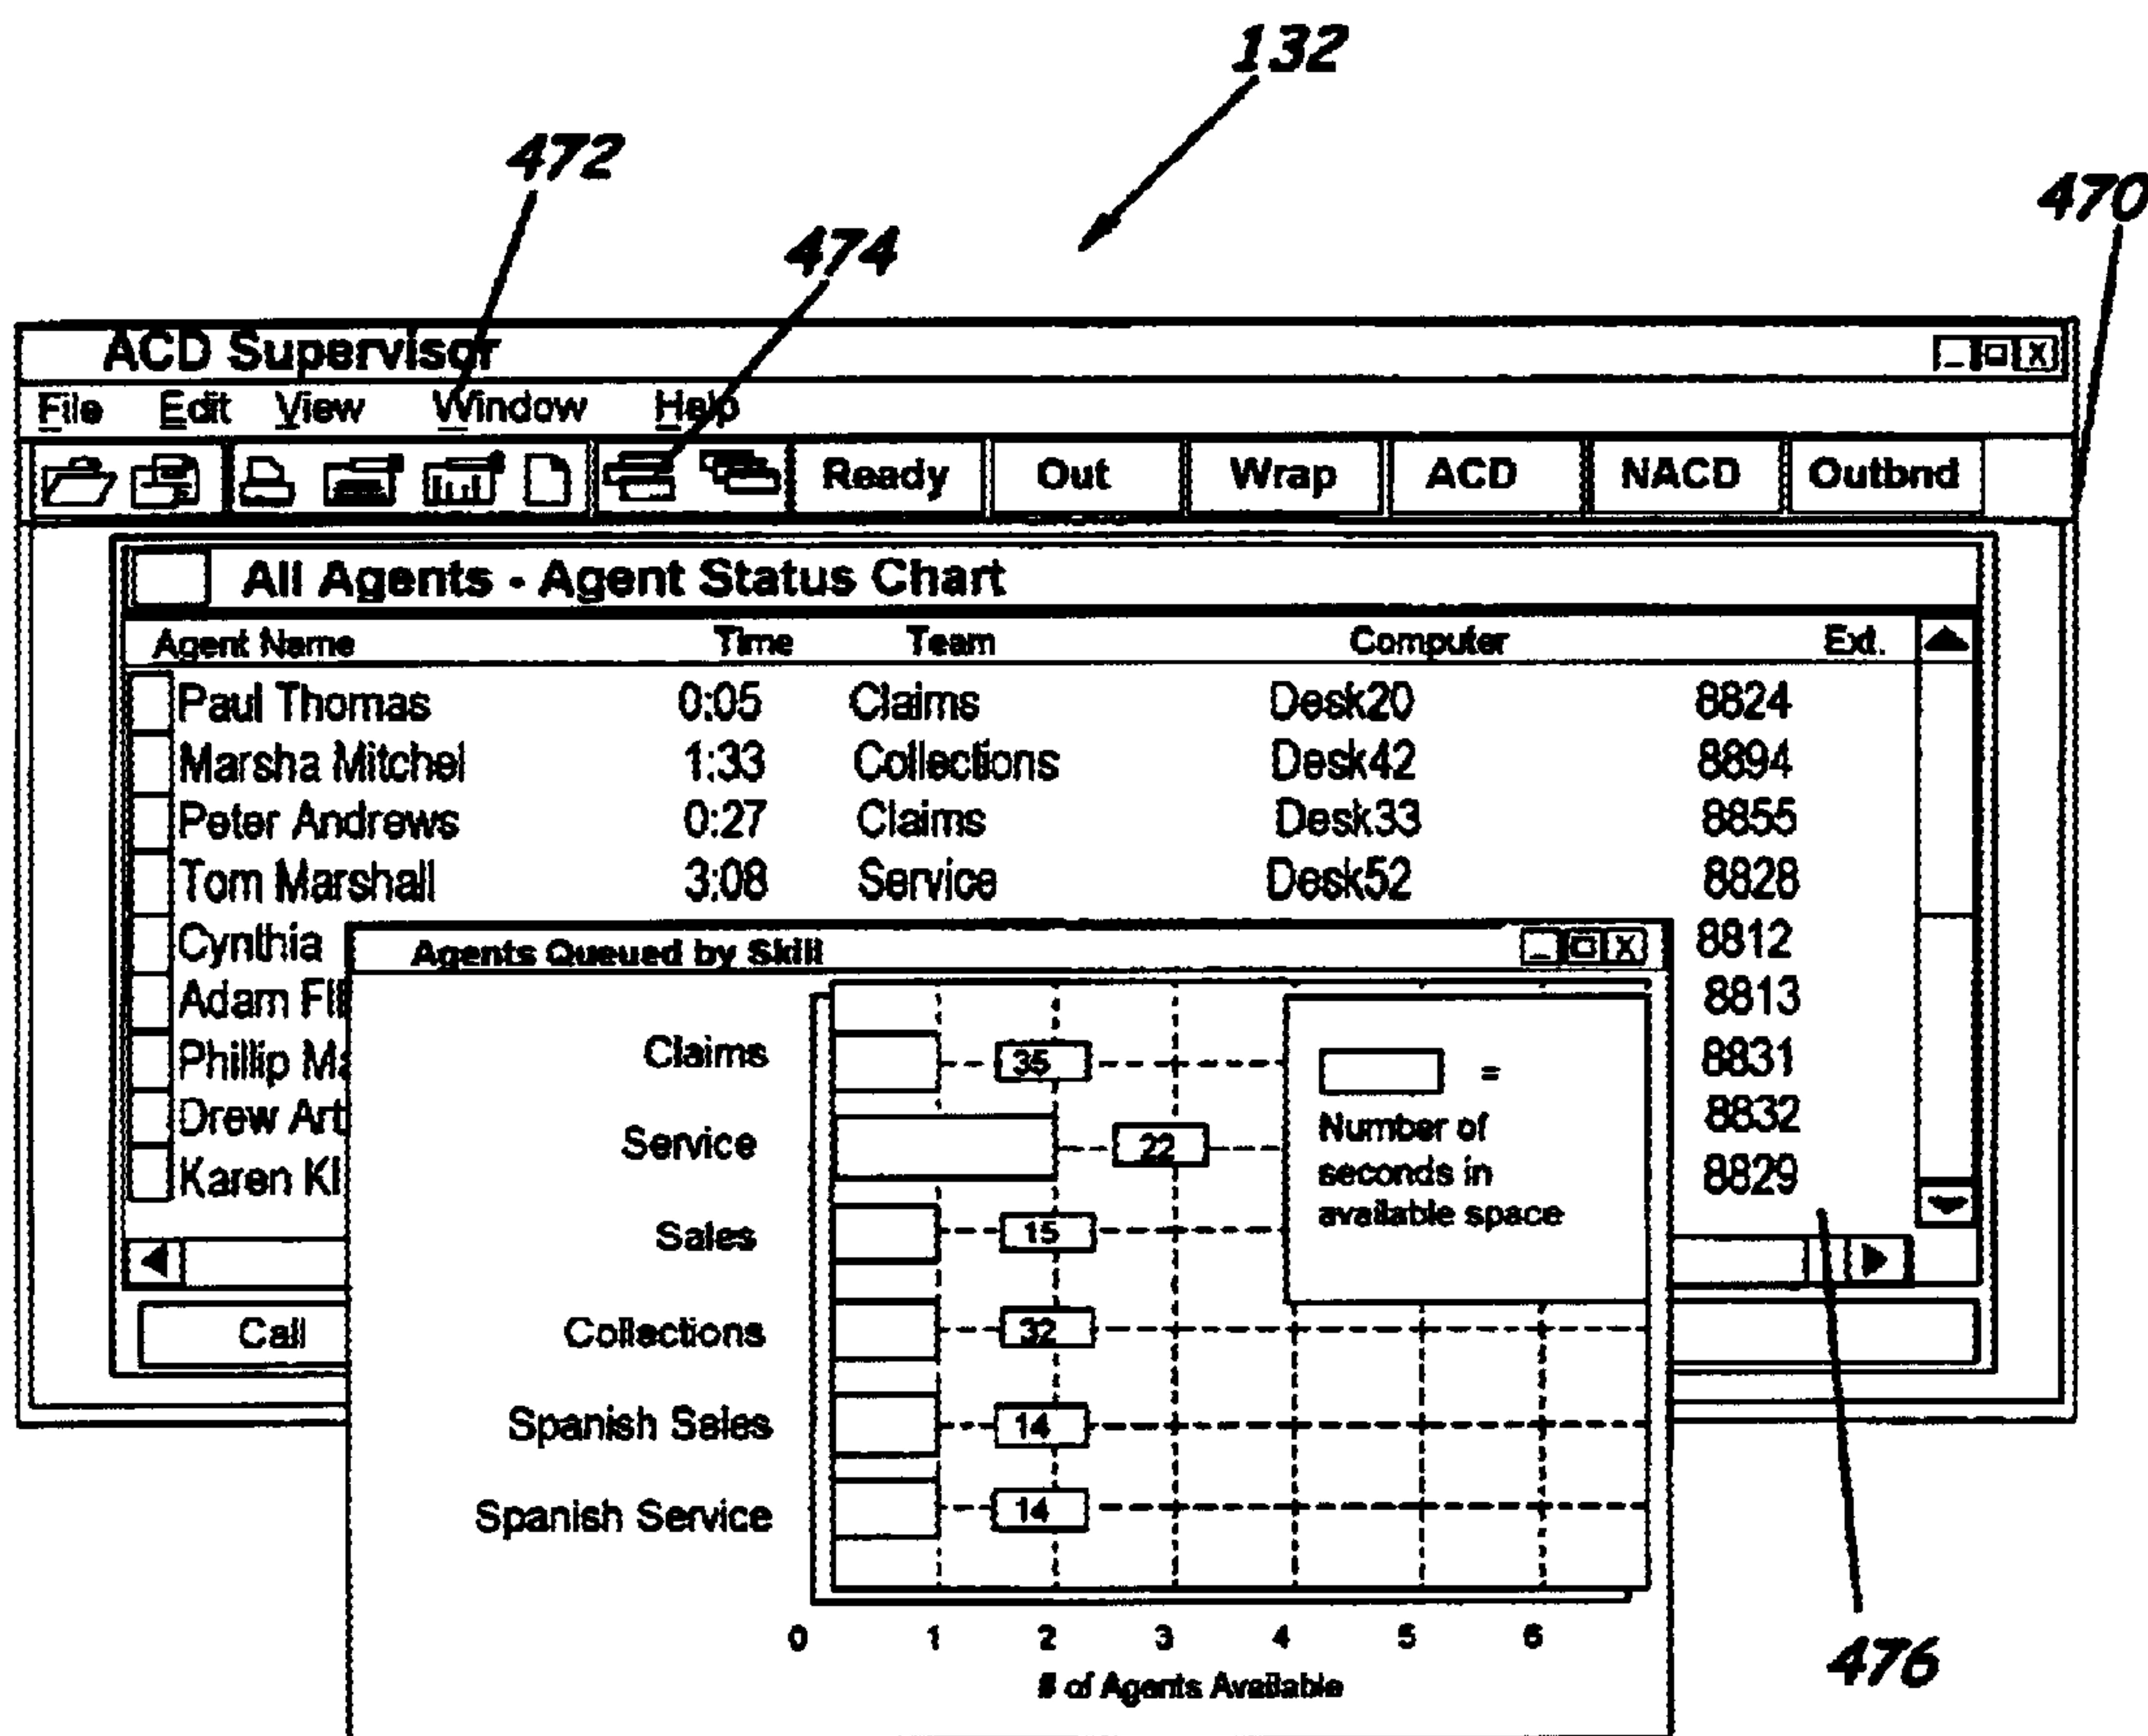 132
472
474
470
ACD Supervisor
File Edit View Window Help
Ready Out Wrap ACD NACD Outbnd
All Agents - Agent Status Chart
Agent Name Time Team Computer Ext.
Paul Thomas 0:05 Claims Desk20 8824
Marsha Mitchel 1:33 Collections Desk42 8894
Peter Andrews 0:27 Claims Desk33 8855
Tom Marshall 3:08 Service Desk52 8828
Cynthia 8812
Adam 8813
Phillip 8831
Drew Art 8832
Karen 8829
Call
Agents Queued by Skill
Claims 35
Service 22
Sales 15
Collections 32
Spanish Sales 14
Spanish Service 14
=
Number of
seconds in
available space
0 1 2 3 4 5 6
# of Agents Available
476